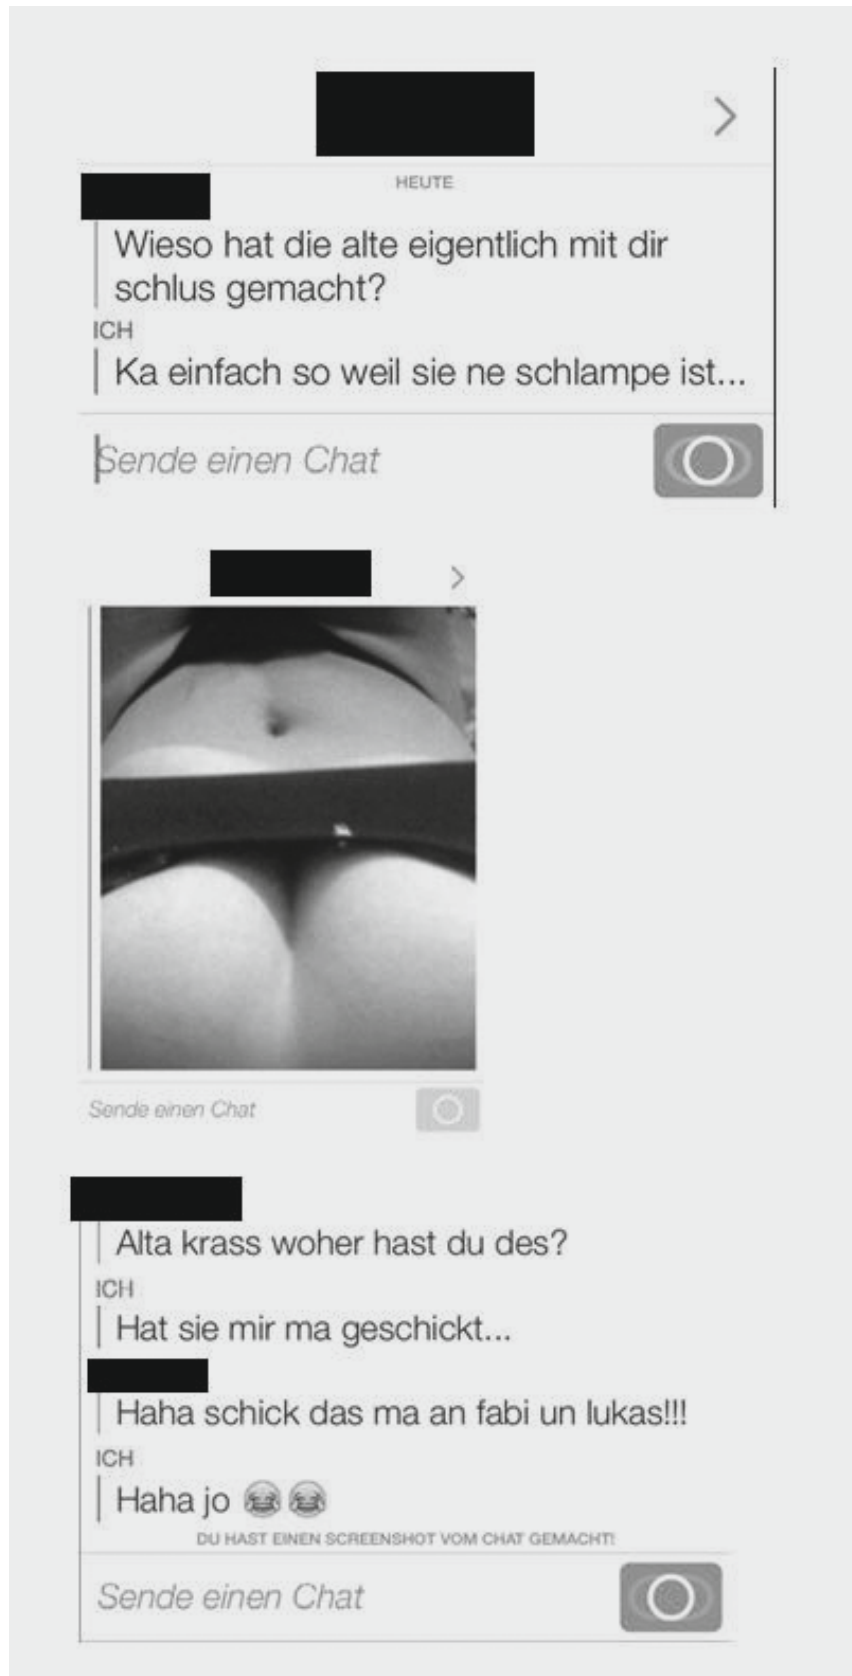 HEUTE
Wieso hat die alte eigentlich mit dir
schlus gemacht?
ICH
Ka einfach so weil sie ne schlampe ist...
Sende einen Chat
Sende einen Chat
Alta krass woher hast du des?
ICH
Hat sie mir ma geschickt...
Haha schick das ma an fabi un lukas!!!
ICH
Haha jo 😂😂
DU HAST EINEN SCREENSHOT VOM CHAT GEMACHT!
Sende einen Chat